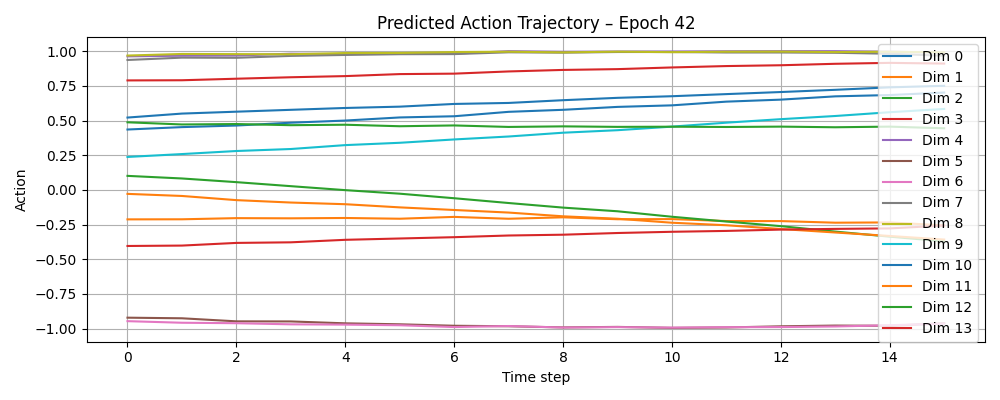 Predicted Action Trajectory – Epoch 42
Action
1.00
0.75
0.50
0.25
0.00
−0.25
−0.50
−0.75
−1.00
0 2 4 6 8 10 12 14
Time step
Dim 0
Dim 1
Dim 2
Dim 3
Dim 4
Dim 5
Dim 6
Dim 7
Dim 8
Dim 9
Dim 10
Dim 11
Dim 12
Dim 13